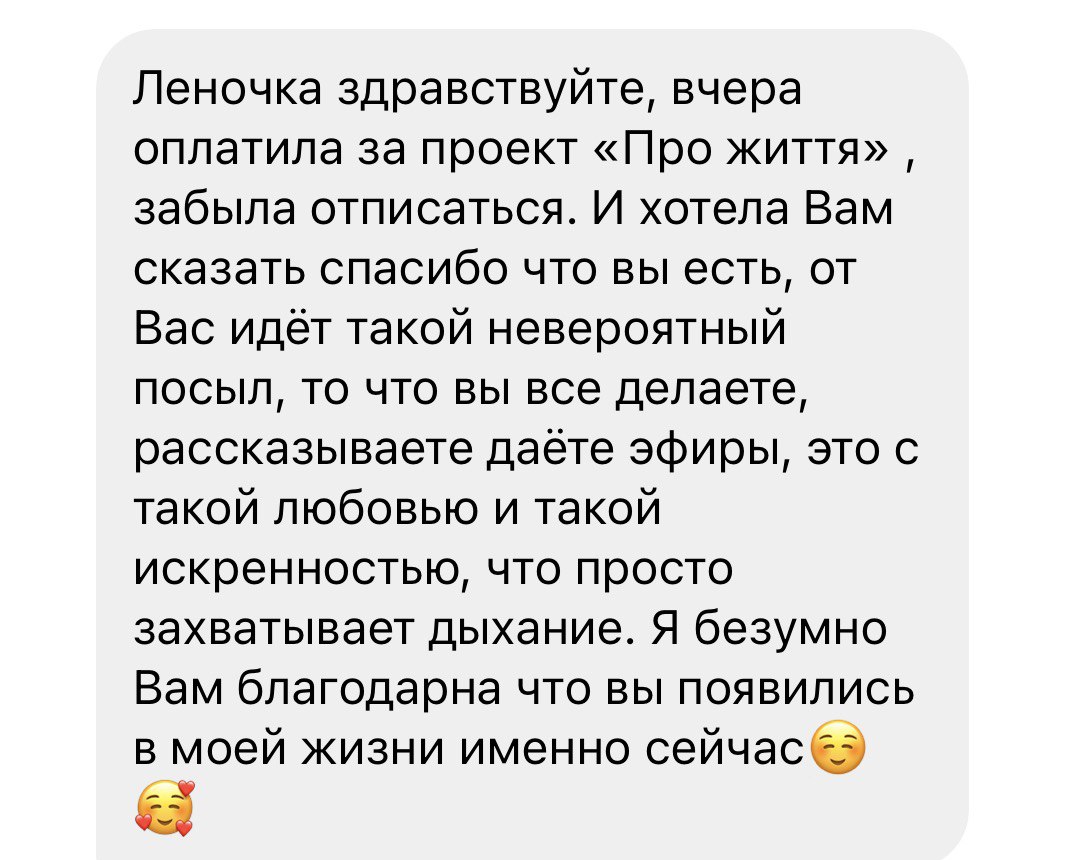 Леночка здравствуйте, вчера
оплатила за проект «Про життя» ,
забыла отписаться. И хотела Вам
сказать спасибо что вы есть, от
Вас идёт такой невероятный
посыл, то что вы все делаете,
рассказываете даёте эфиры, это с
такой любовью и такой
искренностью, что просто
захватывает дыхание. Я безумно
Вам благодарна что вы появились
в моей жизни именно сейчас☺️
🥰